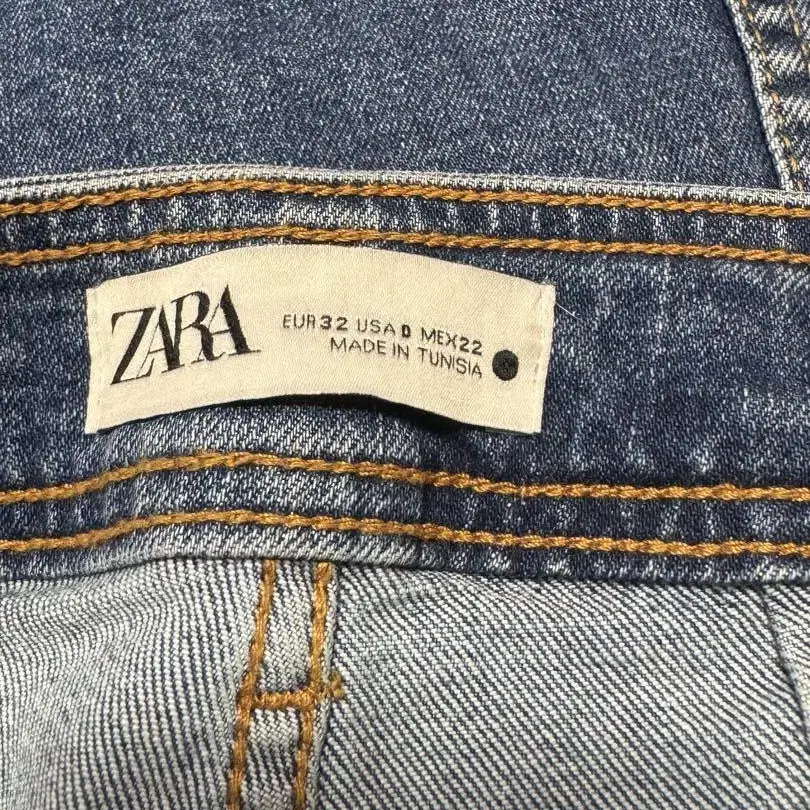 ZARA
EUR 32 USA 0 MEX 22
MADE IN TUNISIA